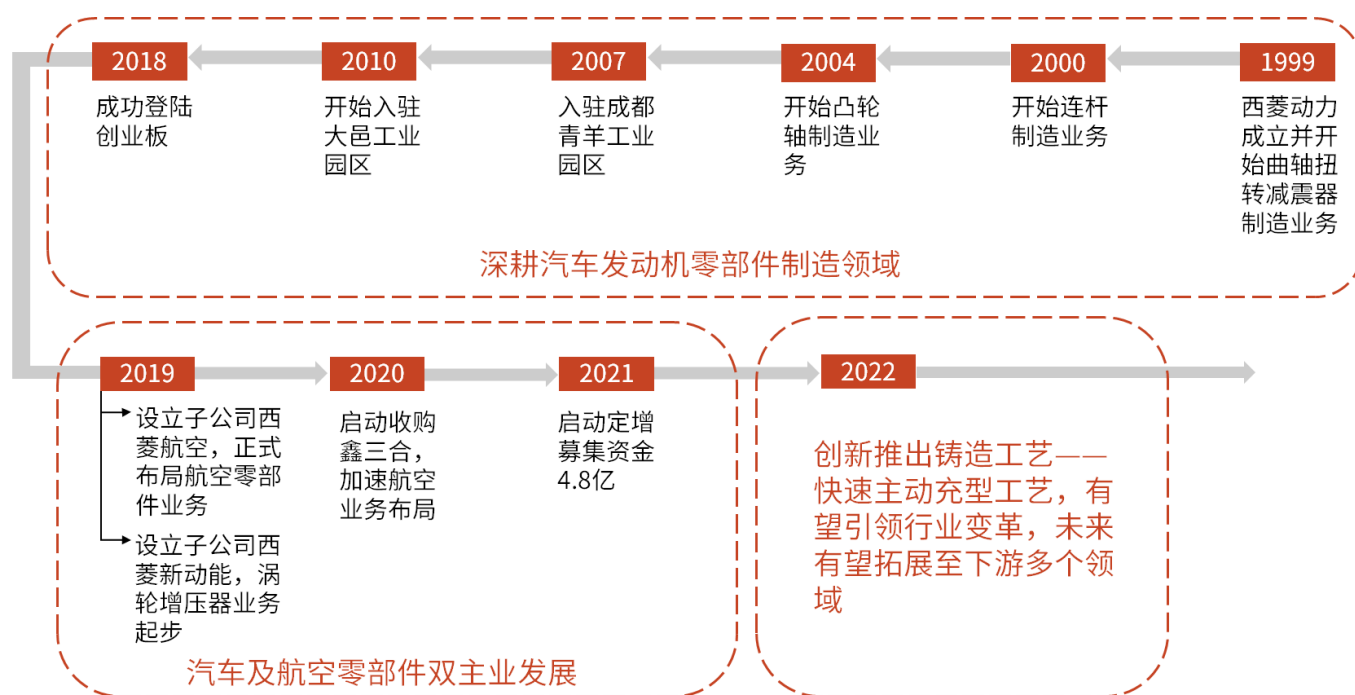 2018
成功登陆
创业板
2010
开始入驻
大邑工业
园区
2007
入驻成都
青羊工业
园区
2004
开始凸轮
轴制造业
务
2000
开始连杆
制造业务
1999
西菱动力
成立并开
始曲轴扭
转减震器
制造业务
深耕汽车发动机零部件制造领域
2019
设立子公司西
菱航空，正式
布局航空零部
件业务
设立子公司西
菱新动能，涡
轮增压器业务
起步
2020
启动收购
鑫三合，
加速航空
业务布局
2021
启动定增
募集资金
4.8亿
汽车及航空零部件双主业发展
2022
创新推出铸造工艺——
快速主动充型工艺，有
望引领行业变革，未来
有望拓展至下游多个领
域